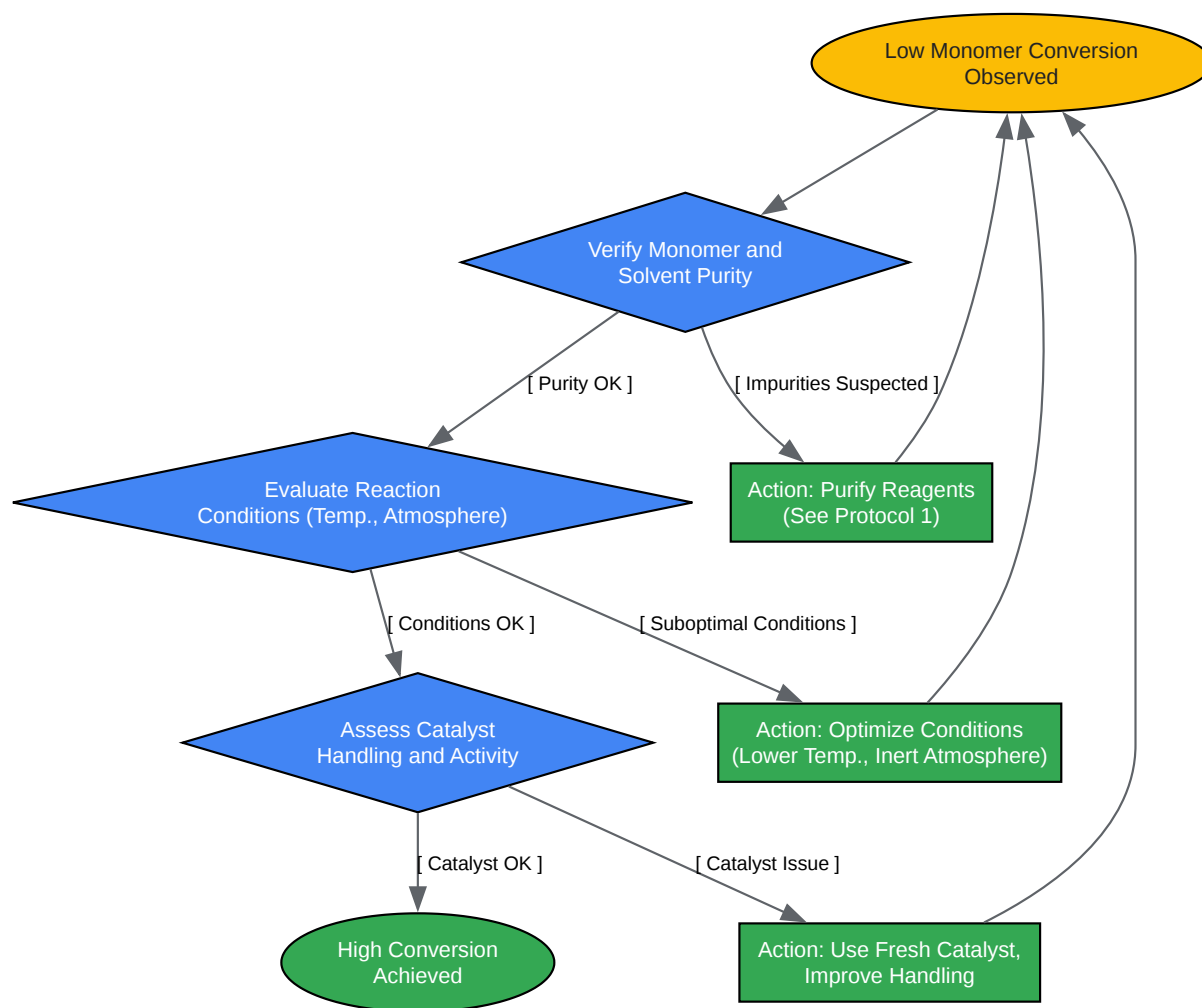 Low Monomer Conversion
Observed
Verify Monomer and
Solvent Purity
[ Purity OK ]
[ Impurities Suspected ]
Evaluate Reaction
Conditions (Temp., Atmosphere)
Action: Purify Reagents
(See Protocol 1)
[ Conditions OK ]
[ Suboptimal Conditions ]
Assess Catalyst
Handling and Activity
Action: Optimize Conditions
(Lower Temp., Inert Atmosphere)
[ Catalyst OK ]
[ Catalyst Issue ]
High Conversion
Achieved
Action: Use Fresh Catalyst,
Improve Handling